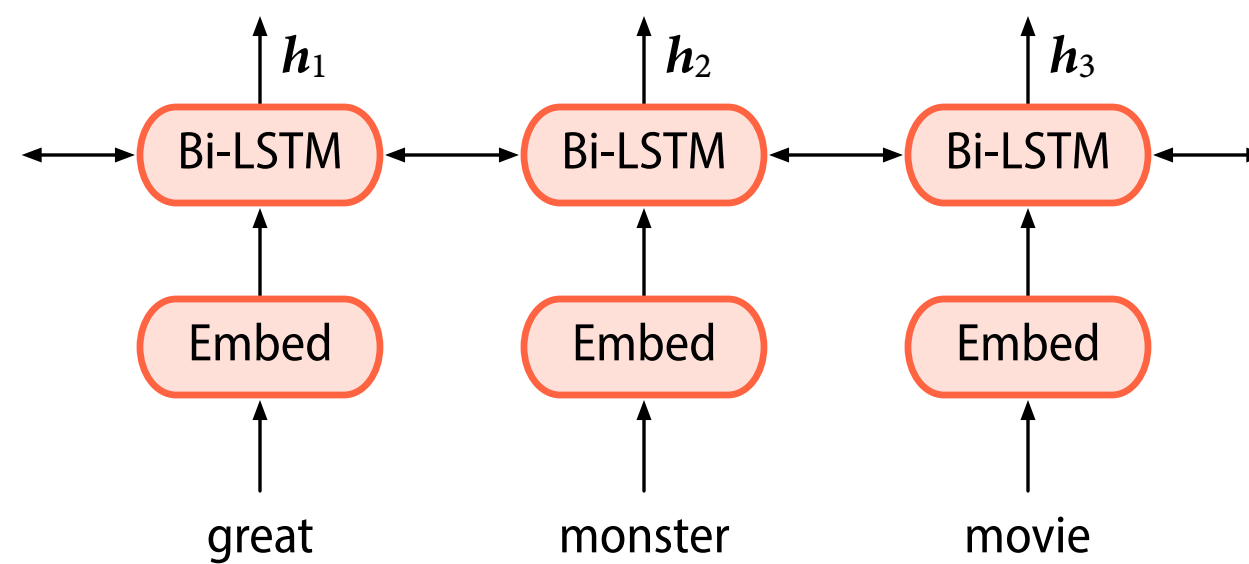 h₁ h₂ h₃
Bi-LSTM Bi-LSTM Bi-LSTM
Embed Embed Embed
great monster movie